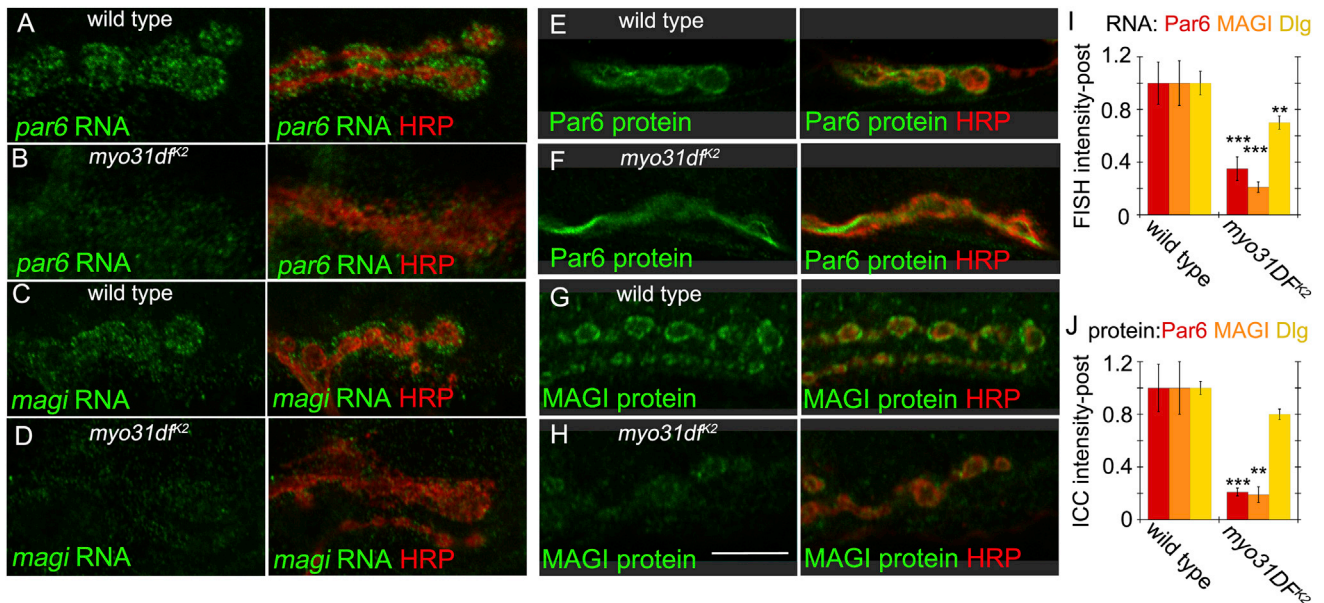 A wild type
par6 RNA
par6 RNA HRP
B myo31df^K2
par6 RNA
par6 RNA HRP
C wild type
magi RNA
magi RNA HRP
D myo31df^K2
magi RNA
magi RNA HRP
E wild type
Par6 protein
Par6 protein HRP
F myo31df^K2
Par6 protein
Par6 protein HRP
G wild type
MAGI protein
MAGI protein HRP
H myo31df^K2
MAGI protein
MAGI protein HRP
I RNA: Par6 MAGI Dlg
FISH intensity-post
1.2
0.8
0.4
0
***
***
**
wild type
myo31DF^K2
J protein:Par6 MAGI Dlg
ICC intensity-post
1.2
0.8
0.4
0
***
**
wild type
myo31DF^K2